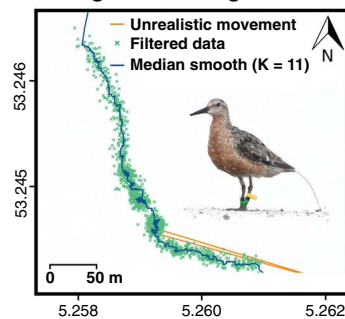 Unrealistic movement
Filtered data
Median smooth (K = 11)
N
53.246
53.245
0 50 m
5.258 5.260 5.262